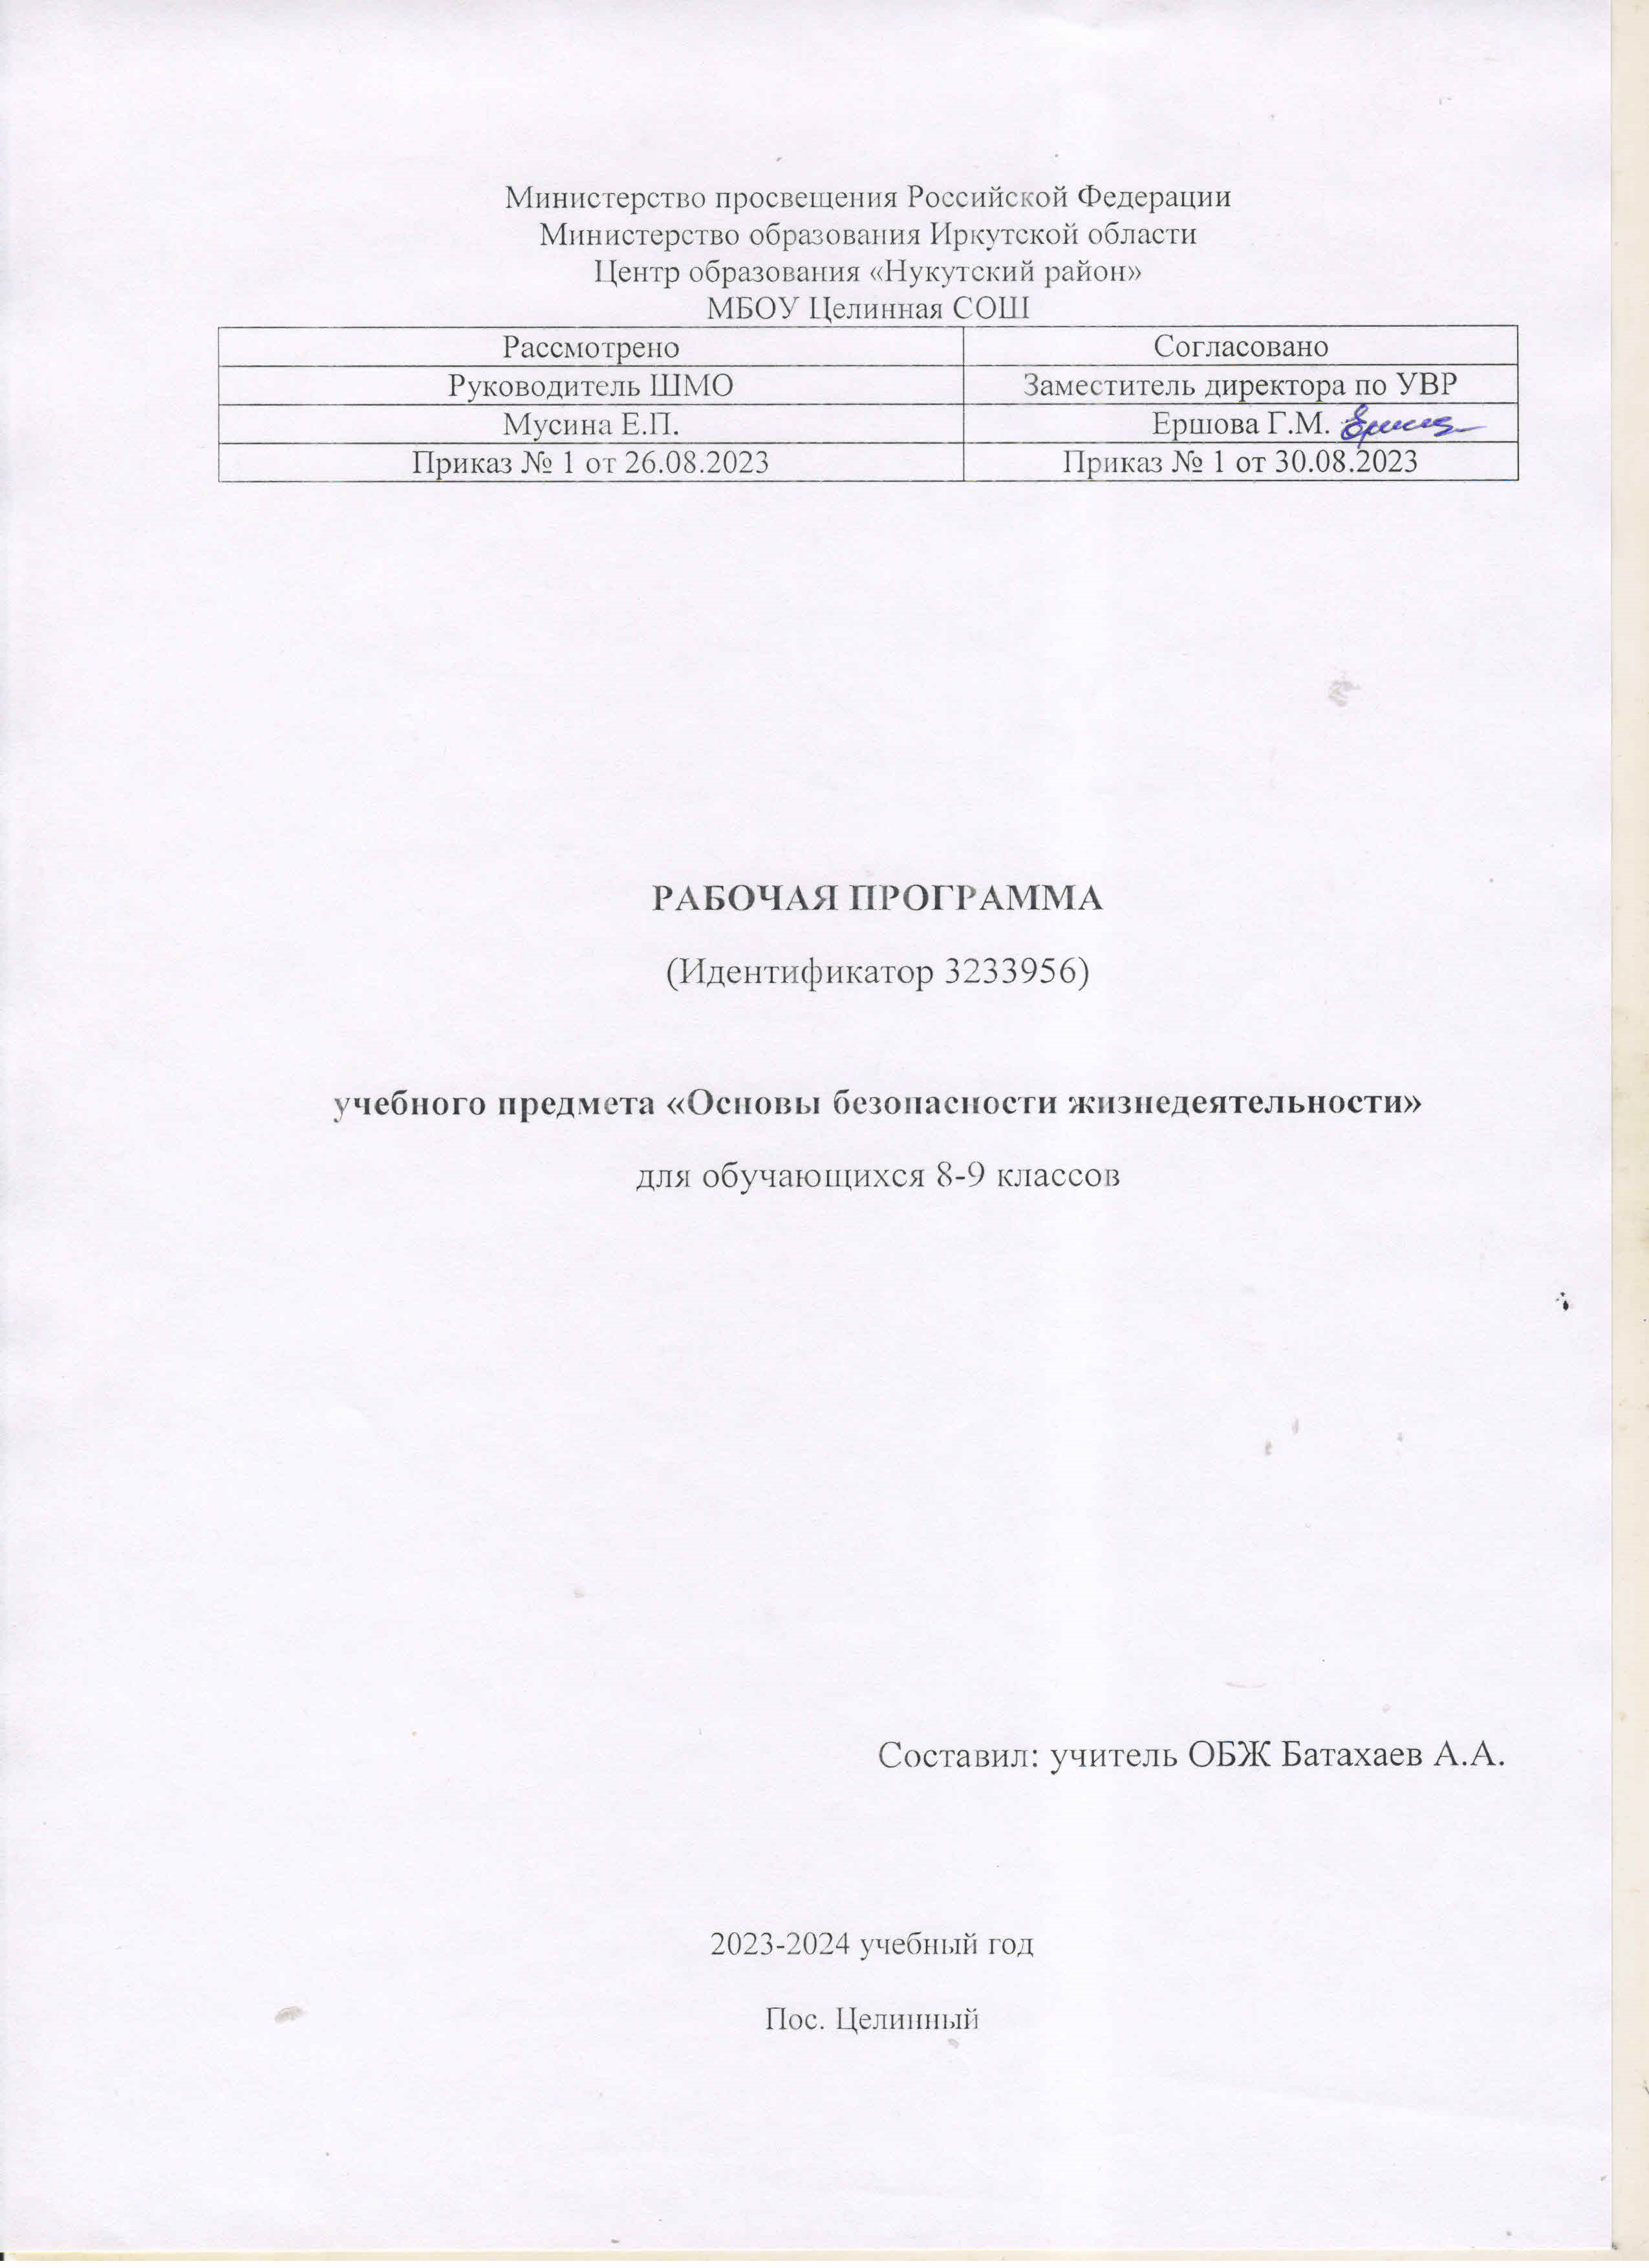 Министерство просвещения Российской Федерации
Министерство образования Иркутской области
Центр образования «Нукутский район»
МБОУ Целинная СОШ
Рассмотрено Согласовано
Руководитель ШМО Заместитель директора по УВР
Мусина Е.П. Ершова Г.М.
Приказ № 1 от 26.08.2023 Приказ № 1 от 30.08.2023
РАБОЧАЯ ПРОГРАММА
(Идентификатор 3233956)
учебного предмета «Основы безопасности жизнедеятельности»
для обучающихся 8-9 классов
Составил: учитель ОБЖ Батахаев А.А.
2023-2024 учебный год
Пос. Целинный